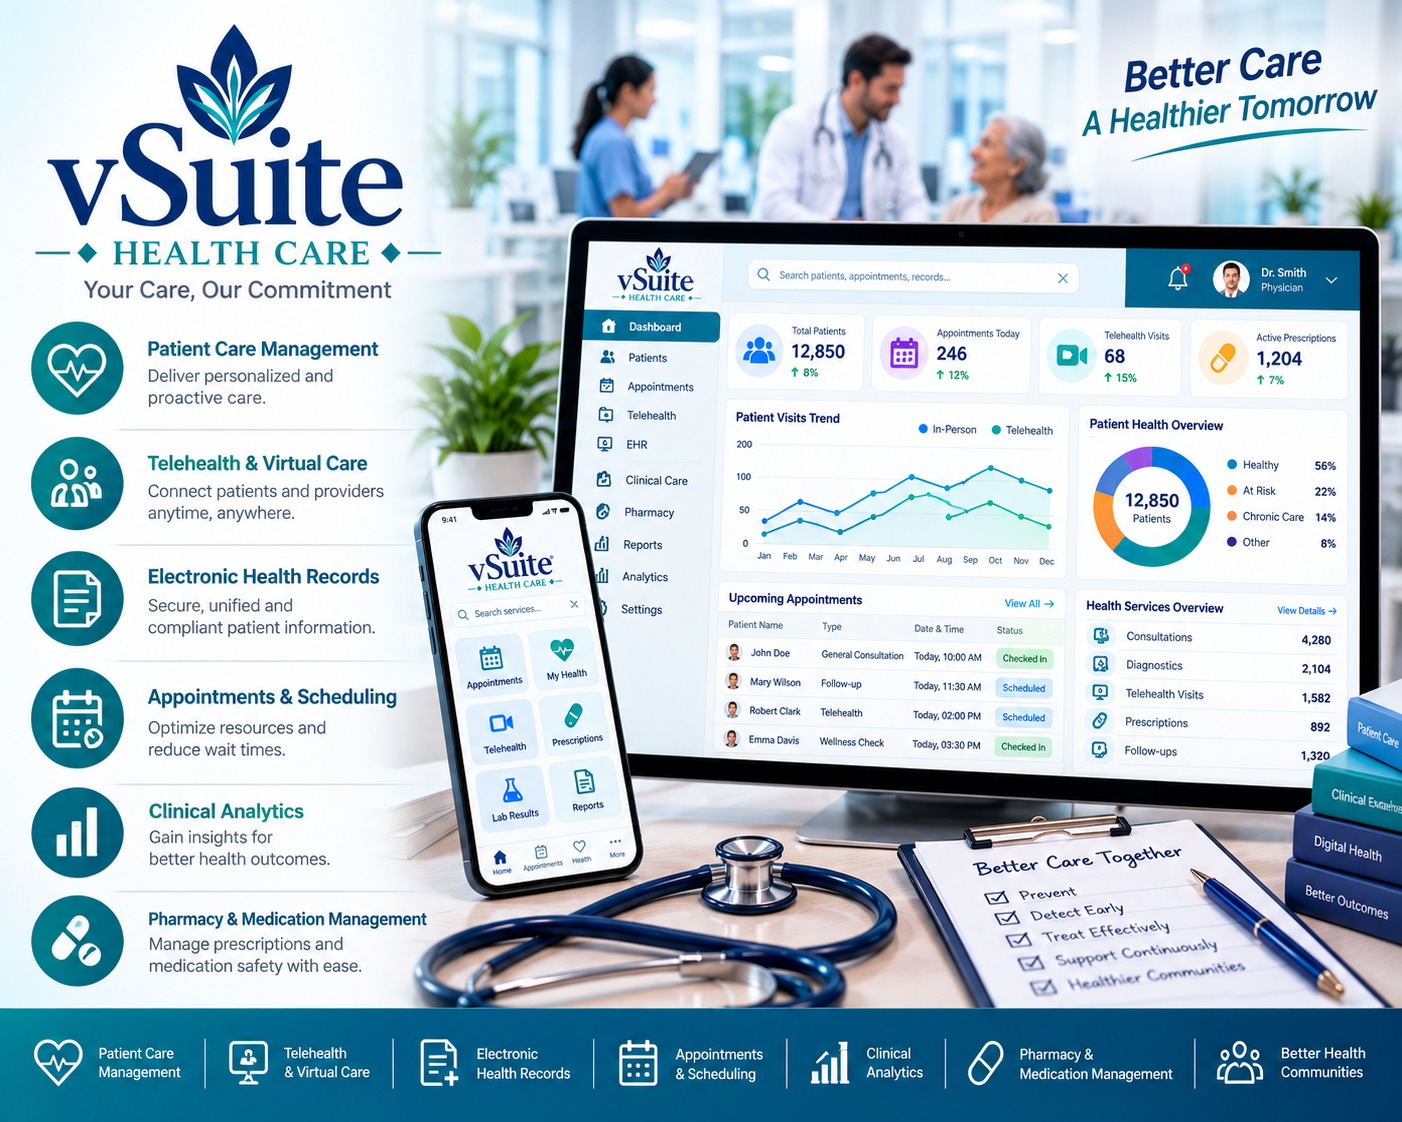 vSuite
HEALTH CARE
Your Care, Our Commitment
Patient Care Management
Deliver personalized and
proactive care.
Telehealth & Virtual Care
Connect patients and providers
anytime, anywhere.
Electronic Health Records
Secure, unified and
compliant patient information.
Appointments & Scheduling
Optimize resources and
reduce wait times.
Clinical Analytics
Gain insights for
better health outcomes.
Pharmacy & Medication Management
Manage prescriptions and
medication safety with ease.
Better Care
A Healthier Tomorrow
vSuite
HEALTH CARE
Search patients, appointments, records...
Dr. Smith
Physician
Dashboard
Patients
Appointments
Telehealth
EHR
Clinical Care
Pharmacy
Reports
Analytics
Settings
Total Patients
12,850
↑ 8%
Appointments Today
246
↑ 12%
Telehealth Visits
68
↑ 15%
Active Prescriptions
1,204
↑ 7%
Patient Visits Trend
In-Person Telehealth
200
100
50
0
Jan Feb Mar Apr May Jun Jul Aug Sep Oct Nov Dec
Patient Health Overview
12,850
Patients
Healthy 56%
At Risk 22%
Chronic Care 14%
Other 8%
Upcoming Appointments View All →
Patient Name Type Date & Time Status
John Doe General Consultation Today, 10:00 AM Checked In
Mary Wilson Follow-up Today, 11:30 AM Scheduled
Robert Clark Telehealth Today, 02:00 PM Scheduled
Emma Davis Wellness Check Today, 03:30 PM Checked In
Health Services Overview View Details →
Consultations 4,280
Diagnostics 2,104
Telehealth Visits 1,582
Prescriptions 892
Follow-ups 1,320
9:41
vSuite
HEALTH CARE
Search services...
Appointments
My Health
Telehealth
Prescriptions
Lab Results
Reports
Home Appointments Health More
Better Care Together
Prevent
Detect Early
Treat Effectively
Support Continuously
Healthier Communities
Patient Care
Clinical
Digital Health
Better Outcomes
Patient Care
Management
Telehealth
& Virtual Care
Electronic
Health Records
Appointments
& Scheduling
Clinical
Analytics
Pharmacy &
Medication Management
Better Health
Communities